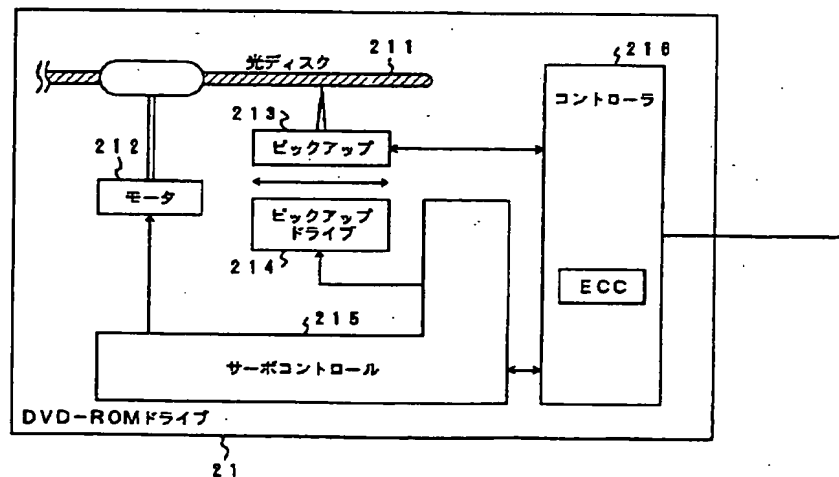 光ディスク
211
216
コントローラ
213
ピックアップ
212
モータ
ピックアップ
ドライブ
214
ECC
215
サーボコントロール
DVD-ROMドライブ
21